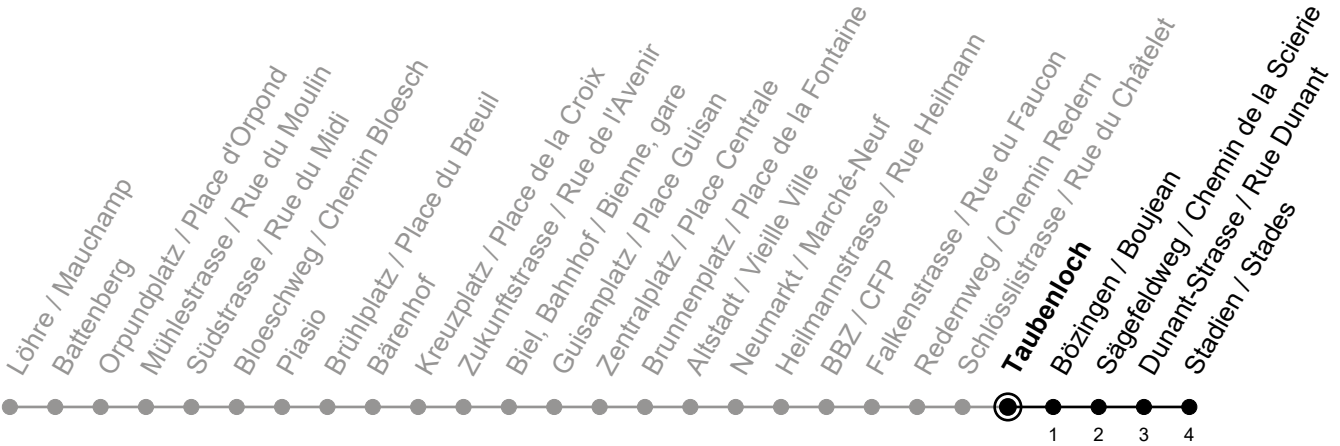 Löhre / Mauchamp
Battenberg
Orpundplatz / Place d'Orpond
Mühlestrasse / Rue du Moulin
Südstrasse / Rue du Midi
Bloeschweg / Chemin Bloesch
Piasio
Brühlplatz / Place du Breuil
Bärenhof
Kreuzplatz / Place de la Croix
Zukunftstrasse / Rue de l'Avenir
Biel, Bahnhof / Bienne, gare
Guisanplatz / Place Guisan
Zentralplatz / Place Centrale
Brunnenplatz / Place de la Fontaine
Altstadt / Vieille Ville
Neumarkt / Marché-Neuf
Heilmannstrasse / Rue Heilmann
BBZ / CFP
Falkenstrasse / Rue du Faucon
Redernweg / Chemin Redern
Schlösslistrasse / Rue du Châtelet
Taubenloch
Bözingen / Boujean
Sägefeldweg / Chemin de la Scierie
Dunant-Strasse / Rue Dunant
Stadien / Stades
1 2 3 4